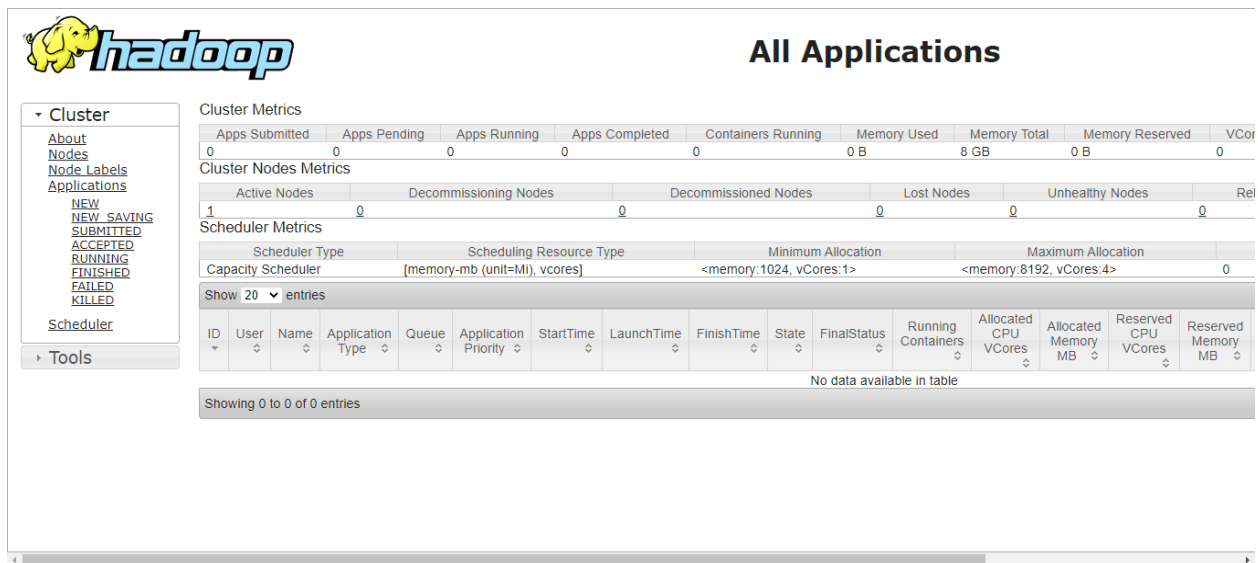 hadoop
All Applications
Cluster
About
Nodes
Node Labels
Applications
NEW
NEW_SAVING
SUBMITTED
ACCEPTED
RUNNING
FINISHED
FAILED
KILLED
Scheduler
Tools
Cluster Metrics
Apps Submitted Apps Pending Apps Running Apps Completed Containers Running Memory Used Memory Total Memory Reserved VCor
0 0 0 0 0 0 B 8 GB 0 B 0
Cluster Nodes Metrics
Active Nodes Decommissioning Nodes Decommissioned Nodes Lost Nodes Unhealthy Nodes Re
1 0 0 0 0 0
Scheduler Metrics
Scheduler Type Scheduling Resource Type Minimum Allocation Maximum Allocation
Capacity Scheduler [memory-mb (unit=Mi), vcores] <memory:1024, vCores:1> <memory:8192, vCores:4> 0
Show 20 entries
ID User Name Application Type Queue Application Priority StartTime LaunchTime FinishTime State FinalStatus Running Containers Allocated CPU VCores Allocated Memory MB Reserved CPU VCores Reserved Memory MB
No data available in table
Showing 0 to 0 of 0 entries